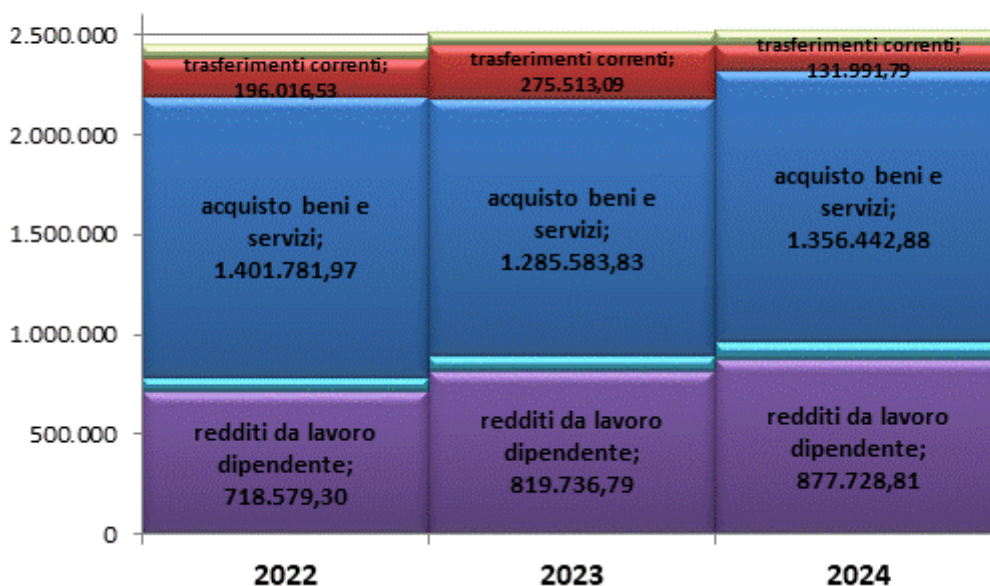 2.500.000
2.000.000
1.500.000
1.000.000
500.000
0
trasferimenti correnti;
196.016,53
acquisto beni e
servizi;
1.401.781,97
redditi da lavoro
dipendente;
718.579,30
trasferimenti correnti;
275.513,09
acquisto beni e
servizi;
1.285.583,83
redditi da lavoro
dipendente;
819.736,79
trasferimenti correnti;
131.991,79
acquisto beni e
servizi;
1.356.442,88
redditi da lavoro
dipendente;
877.728,81
2022
2023
2024